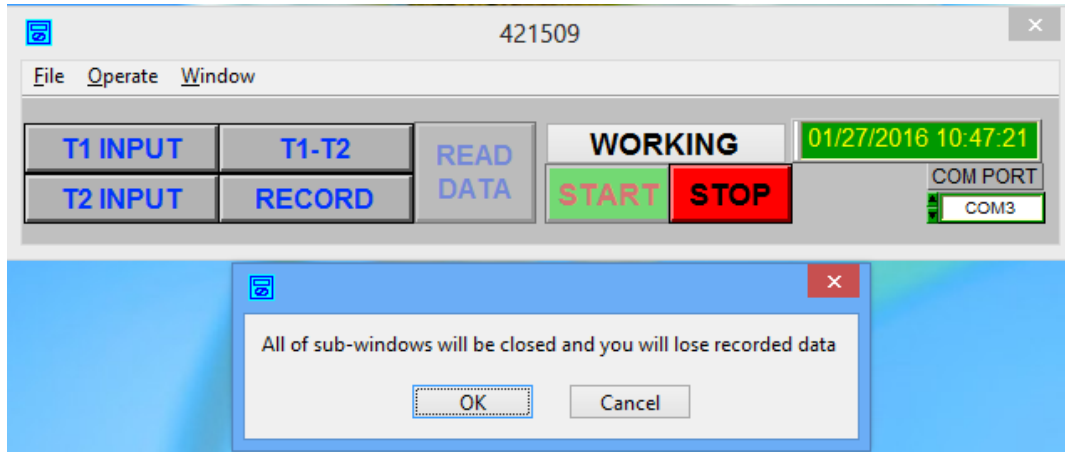 421509
File Operate Window
T1 INPUT T1-T2 READ DATA WORKING 01/27/2016 10:47:21
T2 INPUT RECORD START STOP COM PORT
COM3
All of sub-windows will be closed and you will lose recorded data
OK Cancel